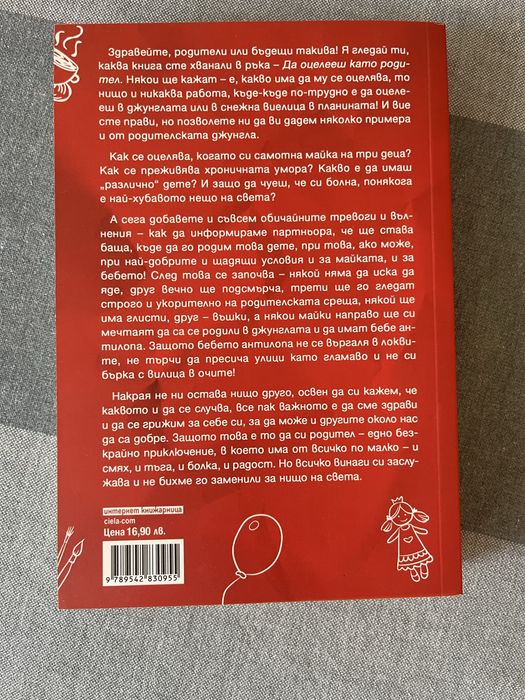 Здравейте, родители или бъдещи такива! Я гледай ти,
каква книга сте хванали в ръка – Да оцелееш като роди-
тел. Някои ще кажат – е, какво има да му се оцелява, то
нищо и никаква работа, къде-къде по-трудно е да оцеле-
еш в джунглата или в снежна виелица в планината! И вие
сте прави, но позволете ни да ви дадем няколко примера
и от родителската джунгла.
Как се оцелява, когато си самотна майка на три деца?
Как се преживява хроничната умора? Какво е да имаш
„различно“ дете? И защо да чуеш, че си болна, понякога
е най-хубавото нещо на света?
А сега добавете и съвсем обичайните тревоги и въл-
нения – как да информираме партньора, че ще става
баща, къде да го родим това дете, при това, ако може,
при най-добрите и щадящи условия и за майката, и за
бебето! След това се започва – някой няма да иска да
яде, друг вечно ще подсмърча, трети ще го гледат
строго и укорително на родителската среща, някой ще
има глисти, друг – въшки, а някои майки направо ще си
мечтаят да са се родили в джунглата и да имат бебе ан-
тилопа. Защото бебето антилопа не се въргаля в локви-
те, не търчи да пресича улици като гламаво и не си
бърка с вилица в очите!
Накрая не ни остава нищо друго, освен да си кажем, че
каквото и да се случва, все пак важното е да сме здрави
и да се грижим за себе си, за да може и другите около нас
да са добре. Защото това е то да си родител – едно без-
крайно приключение, в което има от всичко по малко – и
смях, и тъга, и болка, и радост. Но всичко винаги си заслу-
жава и не бихме го заменили за нищо на света.
интернет книжарница
ciela.com
Цена 16,90 лв.
9 789542 830955